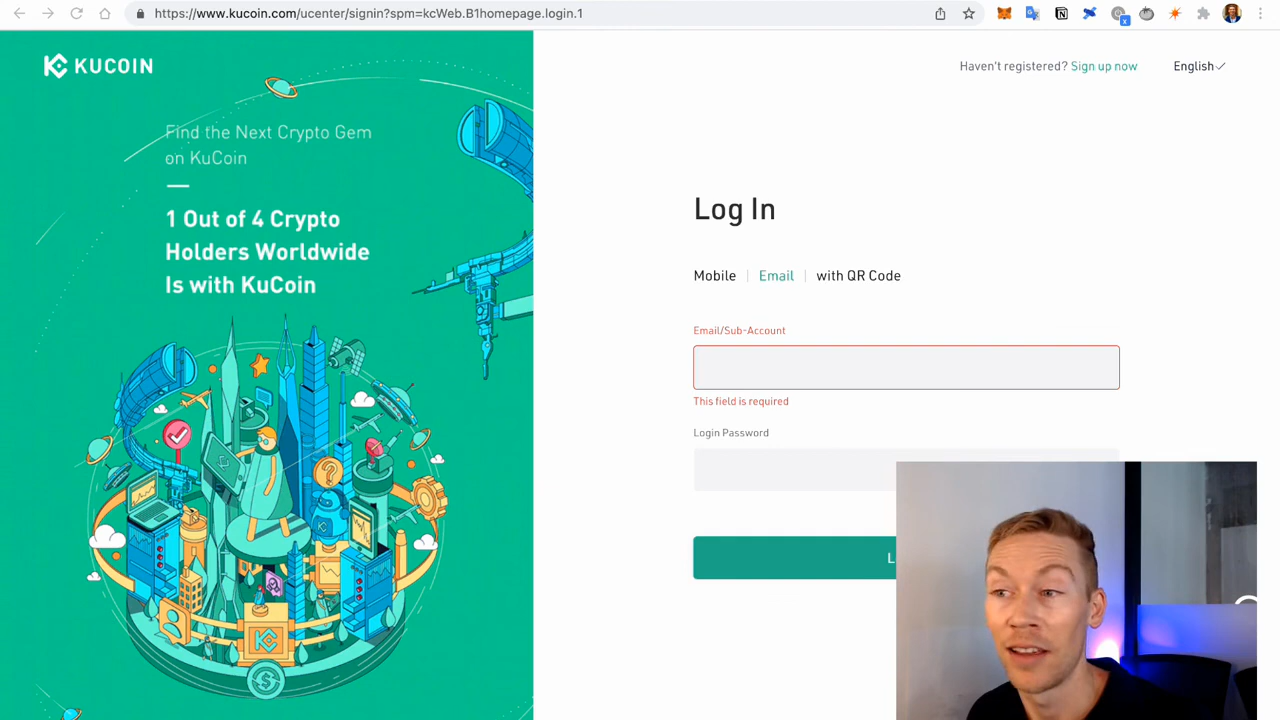 https://www.kucoin.com/ucenter/signin?spm=kcWeb.B1homepage.login.1
KUCOIN
Haven't registered? Sign up now
English
Find the Next Crypto Gem
on KuCoin
1 Out of 4 Crypto
Holders Worldwide
Is with KuCoin
Log In
Mobile
Email
with QR Code
Email/Sub-Account
This field is required
Login Password
L